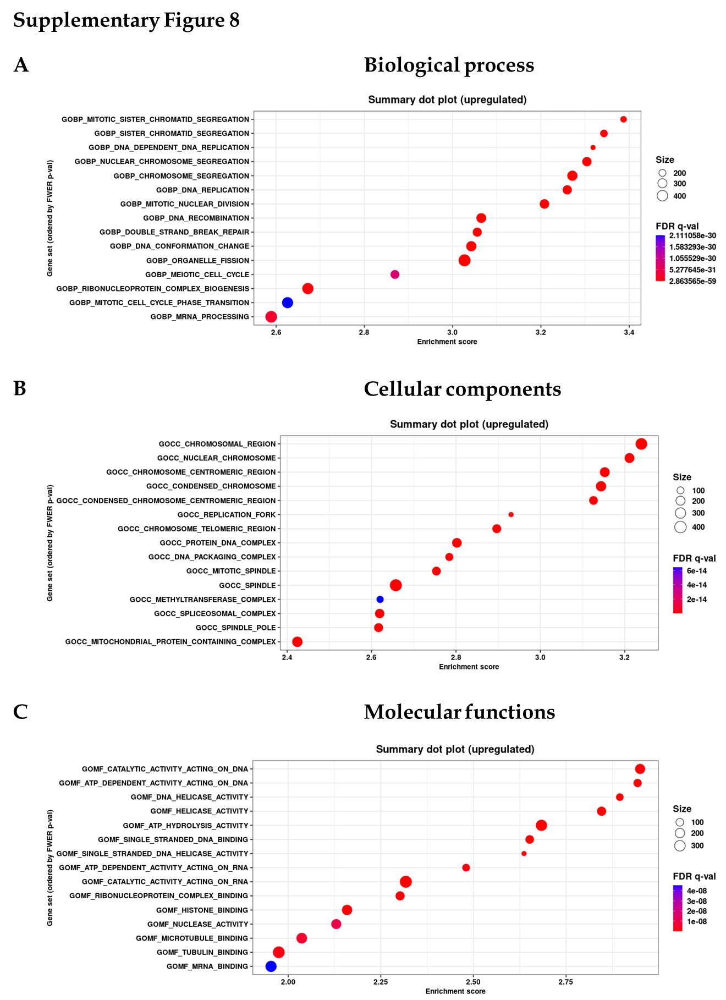 Supplementary Figure 8
A
Biological process
Summary dot plot (upregulated)
Gene set (ordered by FWER p-val)
GOBP_MITOTIC_SISTER_CHROMATID_SEGREGATION
GOBP_SISTER_CHROMATID_SEGREGATION
GOBP_DNA_DEPENDENT_DNA_REPLICATION
GOBP_NUCLEAR_CHROMOSOME_SEGREGATION
GOBP_CHROMOSOME_SEGREGATION
GOBP_DNA_REPLICATION
GOBP_MITOTIC_NUCLEAR_DIVISION
GOBP_DNA_RECOMBINATION
GOBP_DOUBLE_STRAND_BREAK_REPAIR
GOBP_DNA_CONFORMATION_CHANGE
GOBP_ORGANELLE_FISSION
GOBP_MEIOTIC_CELL_CYCLE
GOBP_RIBONUCLEOPROTEIN_COMPLEX_BIOGENESIS
GOBP_MITOTIC_CELL_CYCLE_PHASE_TRANSITION
GOBP_MRNA_PROCESSING
2.6 2.8 3.0 3.2 3.4
Enrichment score
Size
200
300
400
FDR q-val
2.111058e-30
1.583293e-30
1.055529e-30
5.277645e-31
2.863565e-59
B
Cellular components
Summary dot plot (upregulated)
Gene set (ordered by FWER p-val)
GOCC_CHROMOSOMAL_REGION
GOCC_NUCLEAR_CHROMOSOME
GOCC_CHROMOSOME_CENTROMERIC_REGION
GOCC_CONDENSED_CHROMOSOME
GOCC_CONDENSED_CHROMOSOME_CENTROMERIC_REGION
GOCC_REPLICATION_FORK
GOCC_CHROMOSOME_TELOMERIC_REGION
GOCC_PROTEIN_DNA_COMPLEX
GOCC_DNA_PACKAGING_COMPLEX
GOCC_MITOTIC_SPINDLE
GOCC_SPINDLE
GOCC_METHYLTRANSFERASE_COMPLEX
GOCC_SPLICEOSOMAL_COMPLEX
GOCC_SPINDLE_POLE
GOCC_MITOCHONDRIAL_PROTEIN_CONTAINING_COMPLEX
2.4 2.6 2.8 3.0 3.2
Enrichment score
Size
100
200
300
400
FDR q-val
6e-14
4e-14
2e-14
C
Molecular functions
Summary dot plot (upregulated)
Gene set (ordered by FWER p-val)
GOMF_CATALYTIC_ACTIVITY_ACTING_ON_DNA
GOMF_ATP_DEPENDENT_ACTIVITY_ACTING_ON_DNA
GOMF_DNA_HELICASE_ACTIVITY
GOMF_HELICASE_ACTIVITY
GOMF_ATP_HYDROLYSIS_ACTIVITY
GOMF_SINGLE_STRANDED_DNA_BINDING
GOMF_SINGLE_STRANDED_DNA_HELICASE_ACTIVITY
GOMF_ATP_DEPENDENT_ACTIVITY_ACTING_ON_RNA
GOMF_CATALYTIC_ACTIVITY_ACTING_ON_RNA
GOMF_RIBONUCLEOPROTEIN_COMPLEX_BINDING
GOMF_HISTONE_BINDING
GOMF_NUCLEASE_ACTIVITY
GOMF_MICROTUBULE_BINDING
GOMF_TUBULIN_BINDING
GOMF_MRNA_BINDING
2.00 2.25 2.50 2.75
Enrichment score
Size
100
200
300
FDR q-val
4e-08
3e-08
2e-08
1e-08